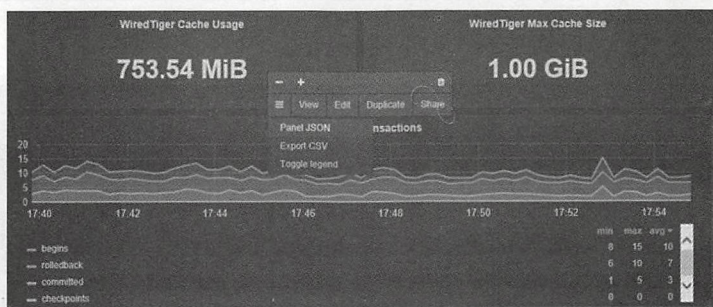 WiredTiger Cache Usage
WiredTiger Max Cache Size
753.54 MiB
1.00 GiB
View Edit Duplicate Share
Panel JSON
nsactions
Export CSV
Toggle legend
20
15
10
5
0
17:40 17:42 17:44 17:46 17:48 17:50 17:52 17:54
min max avg
begins 8 15 10
rolledback 6 10 7
committed 1 5 3
checkpoints 0 0 0